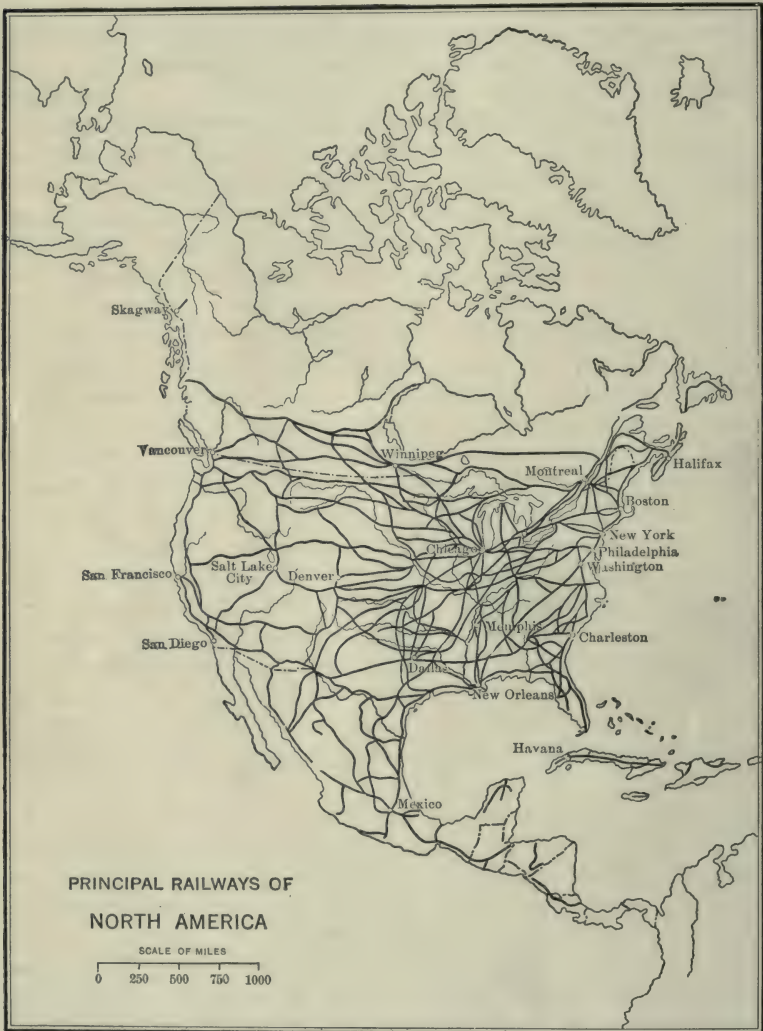 Skagway
Vancouver
Winnipeg
Montreal
Halifax
Boston
New York
Chicago
Philadelphia
Washington
Salt Lake
City
Denver
San Francisco
Memphis
San Diego
Charleston
Dallas
New Orleans
Havana
Mexico
PRINCIPAL RAILWAYS OF
NORTH AMERICA
SCALE OF MILES
0 250 500 750 1000